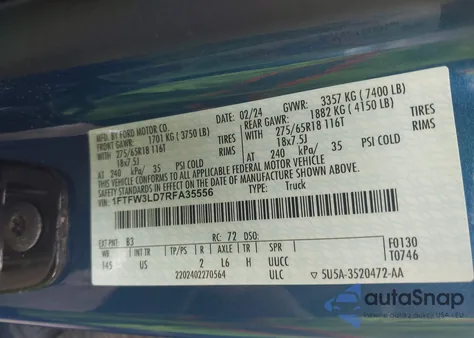 MFD. BY FORD MOTOR CO. 02/24 GVWR: 3357 KG (7400 LB)
FRONT GAWR: 1701 KG (3750 LB) REAR GAWR: 1882 KG (4150 LB)
275/65R18 116T 275/65R18 116T
18x7.5J RIMS 18x7.5J RIMS
AT 240 kPa/ 35 PSI COLD AT 240 kPa/ 35 PSI COLD
THIS VEHICLE CONFORMS TO ALL APPLICABLE FEDERAL MOTOR VEHICLE
SAFETY STANDARDS IN EFFECT ON THE DATE OF MANUFACTURE SHOWN ABOVE.
VIN: 1FTFW3LD7RFA35556
TYPE: Truck
EXT PNT: B3 RC: 72 DSO: F0130
WB INT TR TP/PS R AXLE TR SPR T0746
145 US 2 L6 H UUCC
2202402270564 ULC 5U5A-3520472-AA
autoSnap